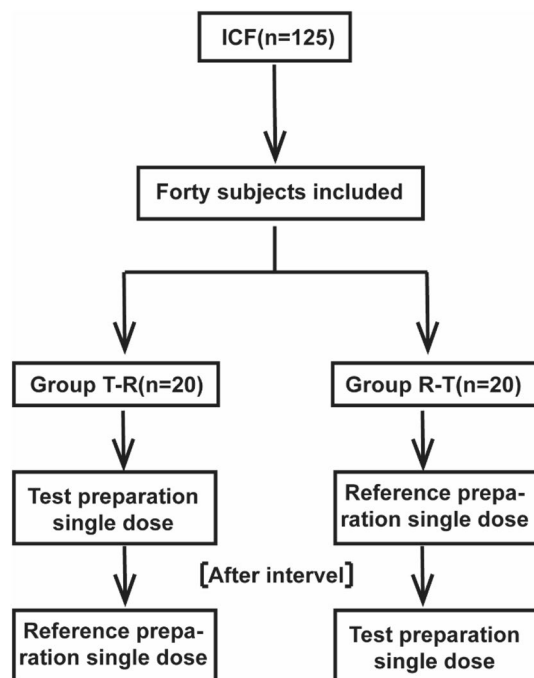 ICF(n=125)
Forty subjects included
Group T-R(n=20)
Group R-T(n=20)
Test preparation
single dose
Reference prepa-
ration single dose
[After intervel]
Reference prepa-
ration single dose
Test preparation
single dose